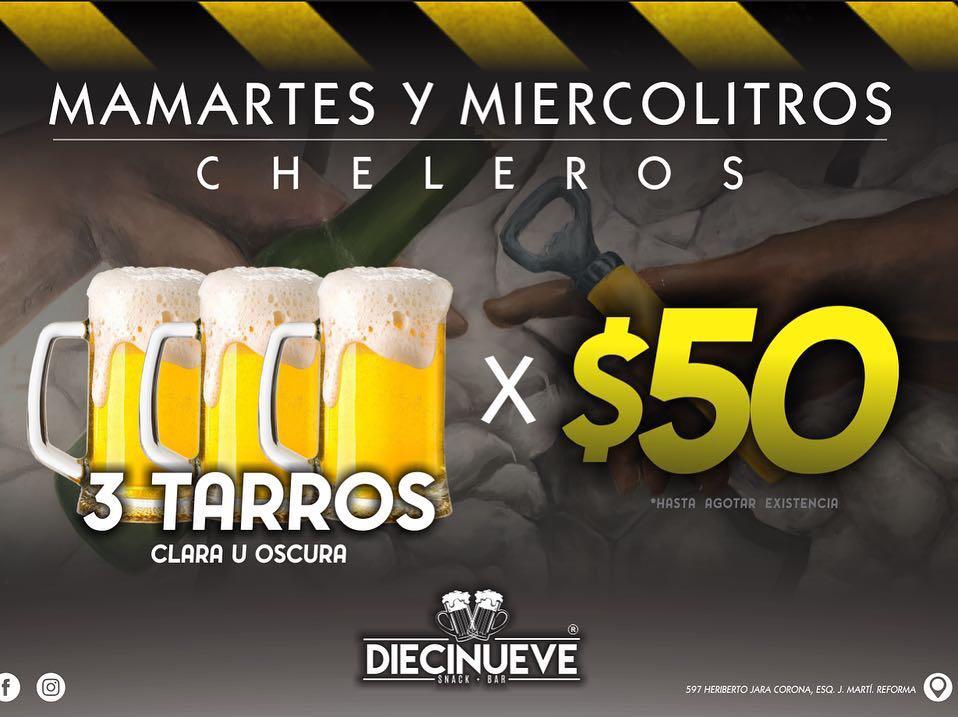 MAMARTES Y MIERCOLITROS
CHELEROS
X $50
3 TARROS
CLARA U OSCURA
*HASTA AGOTAR EXISTENCIA
®
DIECINUEVE
SNACK + BAR
f
597 HERIBERTO JARA CORONA, ESQ. J. MARTÍ. REFORMA